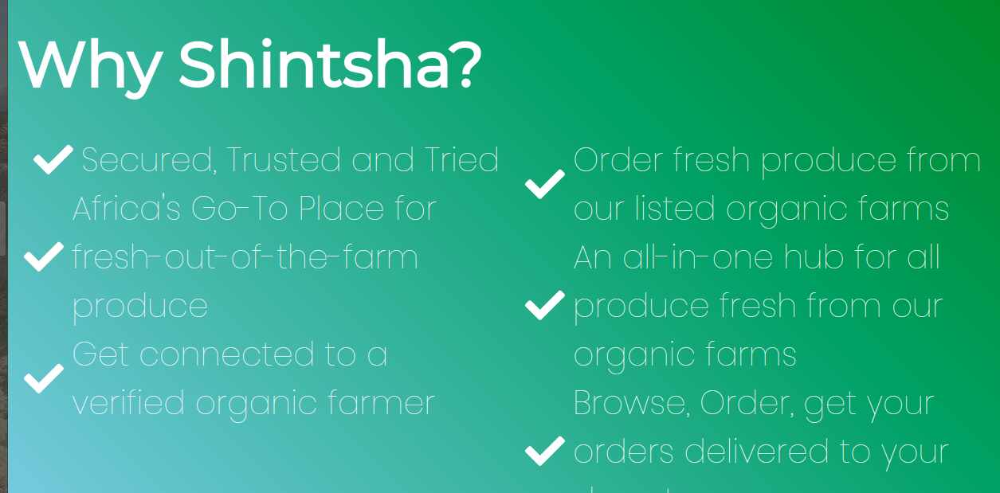 Why Shintsha?
Secured, Trusted and Tried
Africa's Go-To Place for
fresh-out-of-the-farm
produce
Get connected to a
verified organic farmer
Order fresh produce from
our listed organic farms
An all-in-one hub for all
produce fresh from our
organic farms
Browse, Order, get your
orders delivered to your